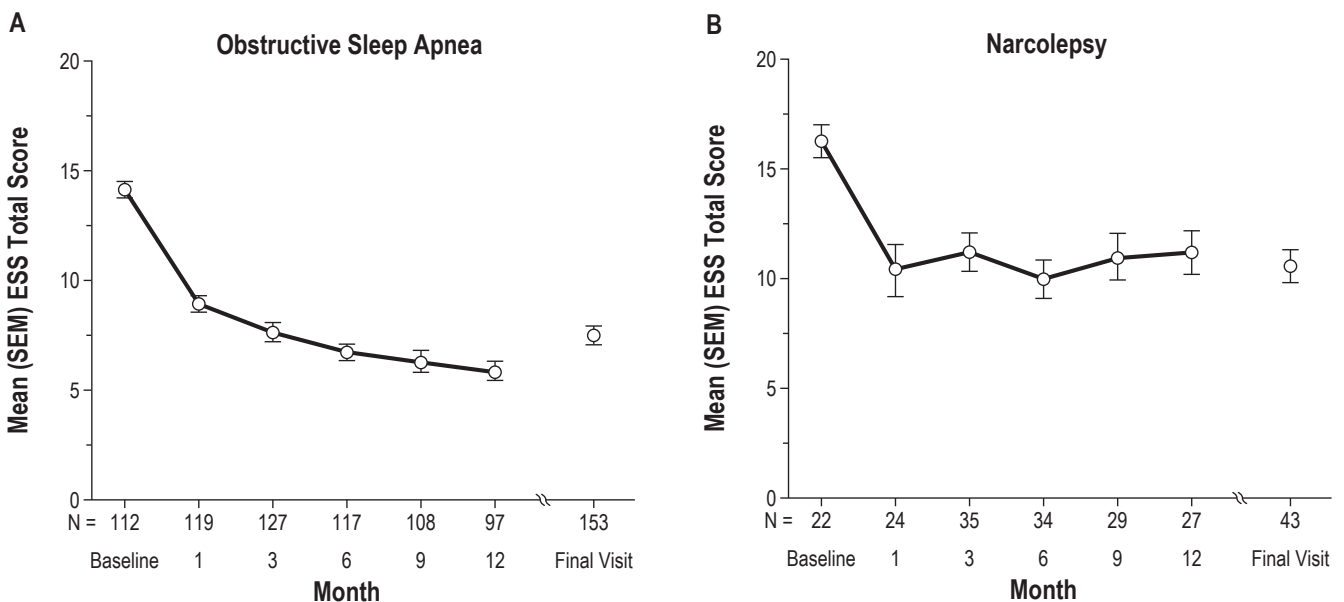 A
Obstructive Sleep Apnea
Mean (SEM) ESS Total Score
20
15
10
5
0
N = 112 119 127 117 108 97 153
Baseline 1 3 6 9 12 Final Visit
Month
B
Narcolepsy
Mean (SEM) ESS Total Score
20
15
10
5
0
N = 22 24 35 34 29 27 43
Baseline 1 3 6 9 12 Final Visit
Month